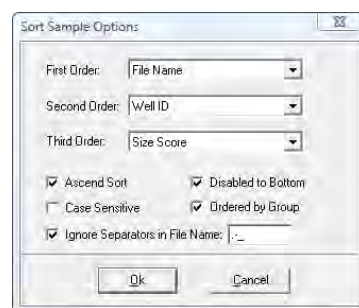 Sort Sample Options
First Order: File Name
Second Order: Well ID
Third Order: Size Score
Ascend Sort Disabled to Bottom
Case Sensitive Ordered by Group
Ignore Separators in File Name: .-_
Ok Cancel